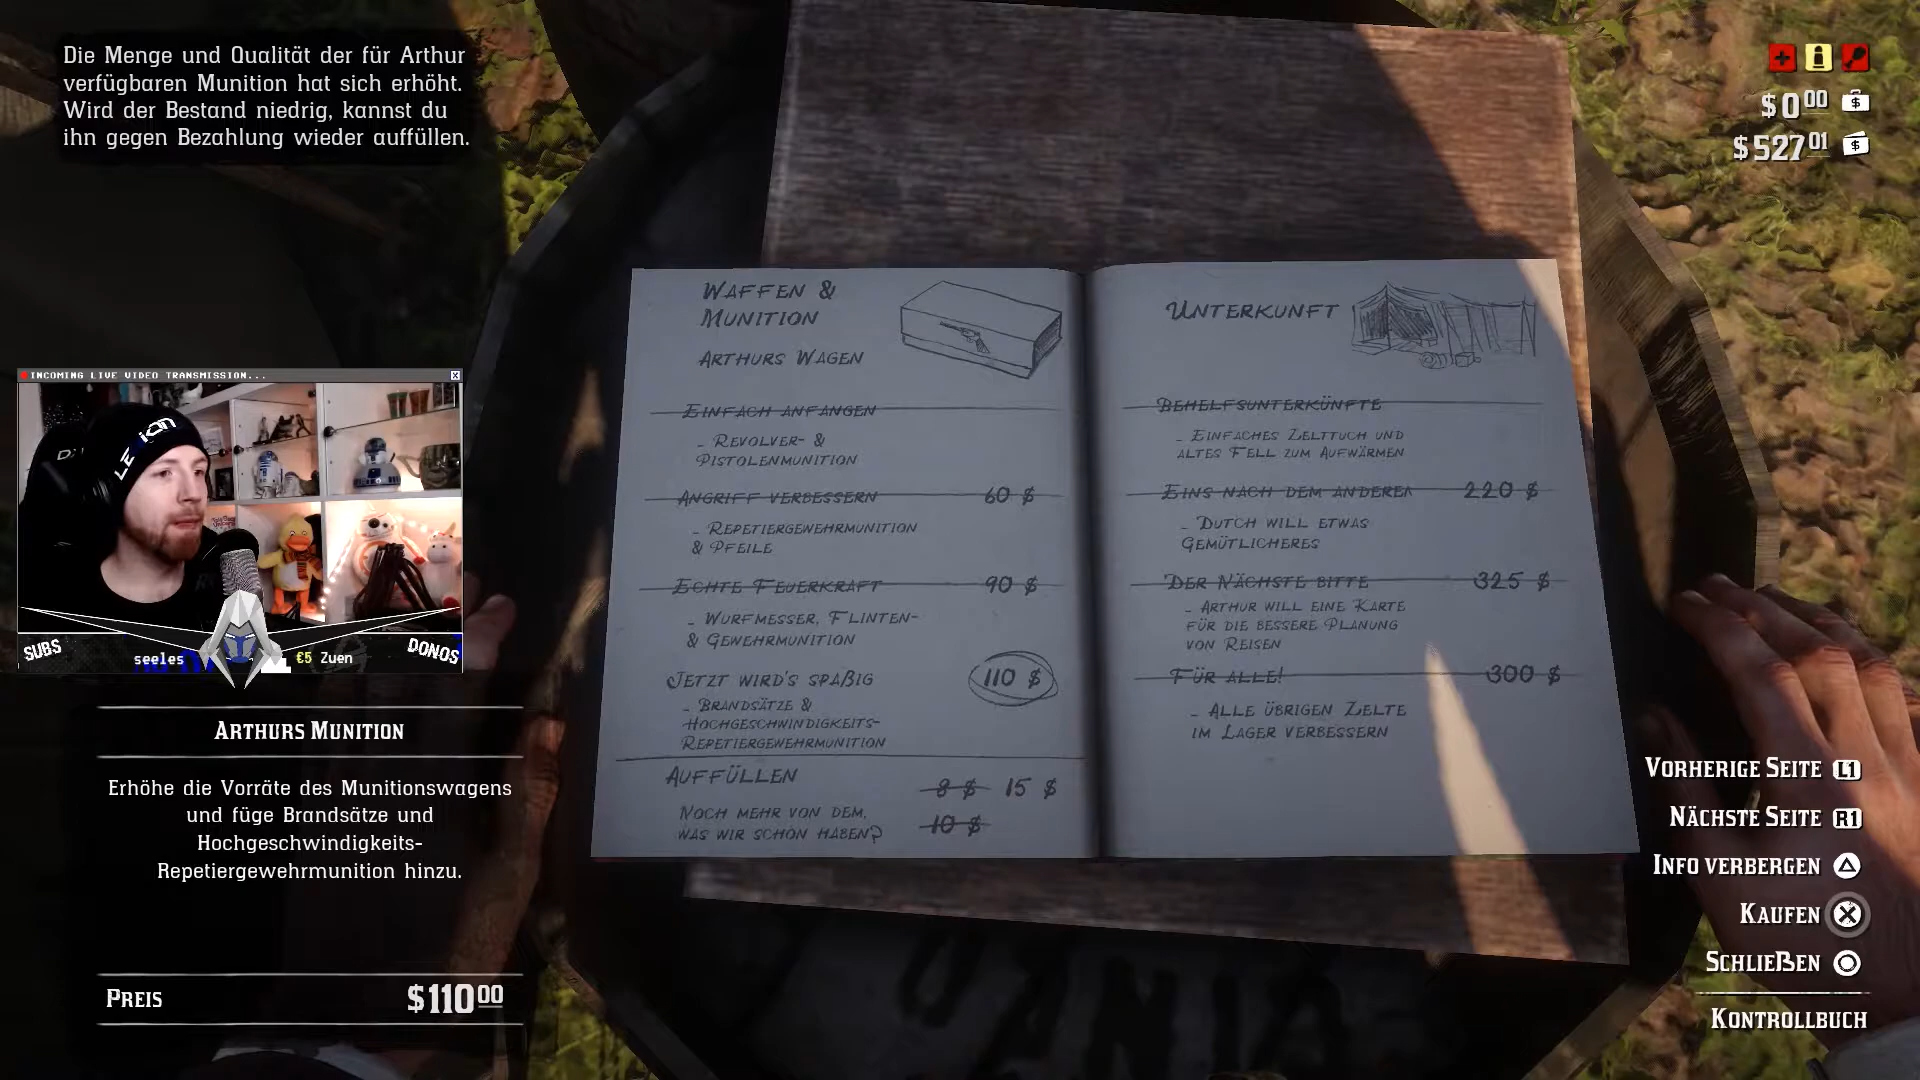 Die Menge und Qualität der für Arthur
verfügbaren Munition hat sich erhöht.
Wird der Bestand niedrig, kannst du
ihn gegen Bezahlung wieder auffüllen.
$0 00
$527 01
INCOMING LIVE VIDEO TRANSMISSION...
LEGION
SUBS
seeles
€5 Zuen
DONOS
ARTHURS MUNITION
Erhöhe die Vorräte des Munitionswagens
und füge Brandsätze und
Hochgeschwindigkeits-
Repetiergewehrmunition hinzu.
PREIS
$110 00
WAFFEN &
MUNITION
ARTHURS WAGEN
EINFACH ANFANGEN
- REVOLVER- &
PISTOLENMUNITION
ANGRIFF VERBESSERN 60 $
- REPETIERGEWEHRMUNITION
& PFEILE
ECHTE FEUERKRAFT 90 $
- WURFMESSER, FLINTEN-
& GEWEHRMUNITION
JETZT WIRD'S SPAßIG 110 $
- BRANDSÄTZE &
HOCHGESCHWINDIGKEITS-
REPETIERGEWEHRMUNITION
AUFFÜLLEN 8 $ 15 $
NOCH MEHR VON DEM,
WAS WIR SCHON HABEN? 10 $
UNTERKUNFT
BEHELFSUNTERKÜNFTE
- EINFACHES ZELTTUCH UND
ALTES FELL ZUM AUFWÄRMEN
EINS NACH DEM ANDEREN 220 $
- DUTCH WILL ETWAS
GEMÜTLICHERES
DER NÄCHSTE BITTE 325 $
- ARTHUR WILL EINE KARTE
FÜR DIE BESSERE PLANUNG
VON REISEN
FÜR ALLE! 300 $
- ALLE ÜBRIGEN ZELTE
IM LAGER VERBESSERN
VORHERIGE SEITE L1
NÄCHSTE SEITE R1
INFO VERBERGEN
KAUFEN
SCHLIEßEN
KONTROLLBUCH